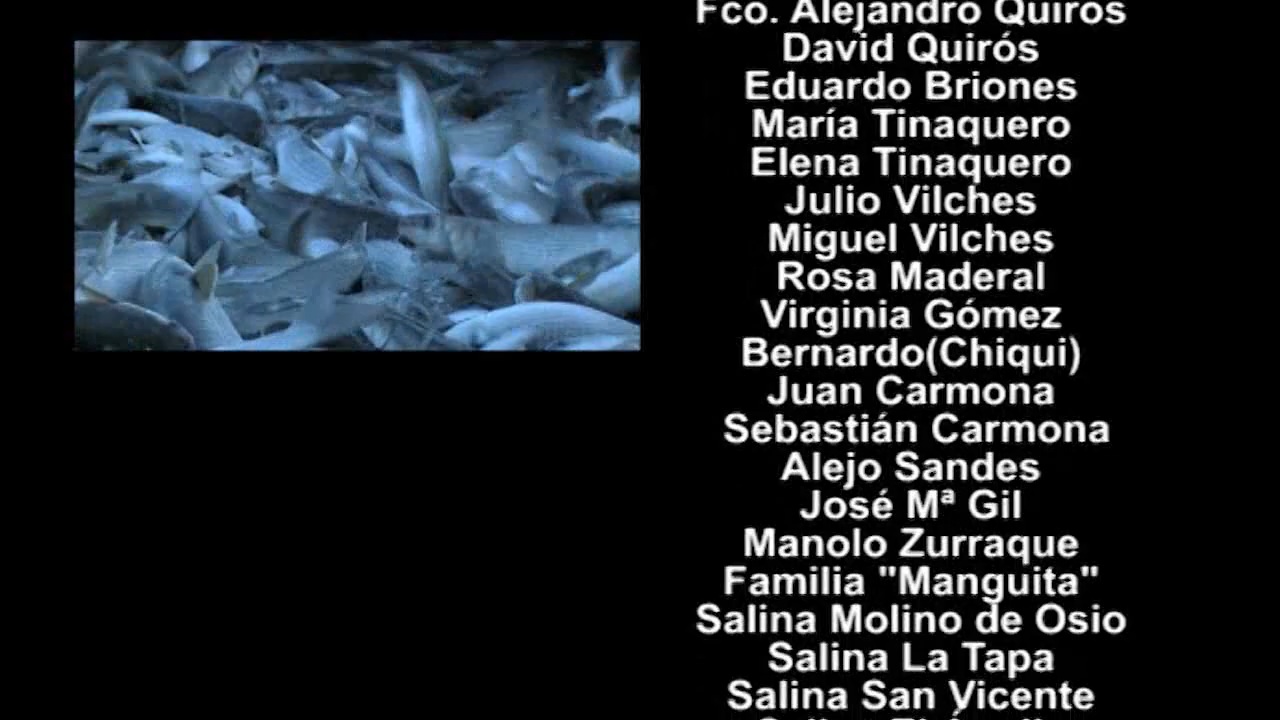 Fco. Alejandro Quirós
David Quirós
Eduardo Briones
María Tinaquero
Elena Tinaquero
Julio Vilches
Miguel Vilches
Rosa Maderal
Virginia Gómez
Bernardo(Chiqui)
Juan Carmona
Sebastián Carmona
Alejo Sandes
José Mª Gil
Manolo Zurraque
Familia "Manguita"
Salina Molino de Osio
Salina La Tapa
Salina San Vicente